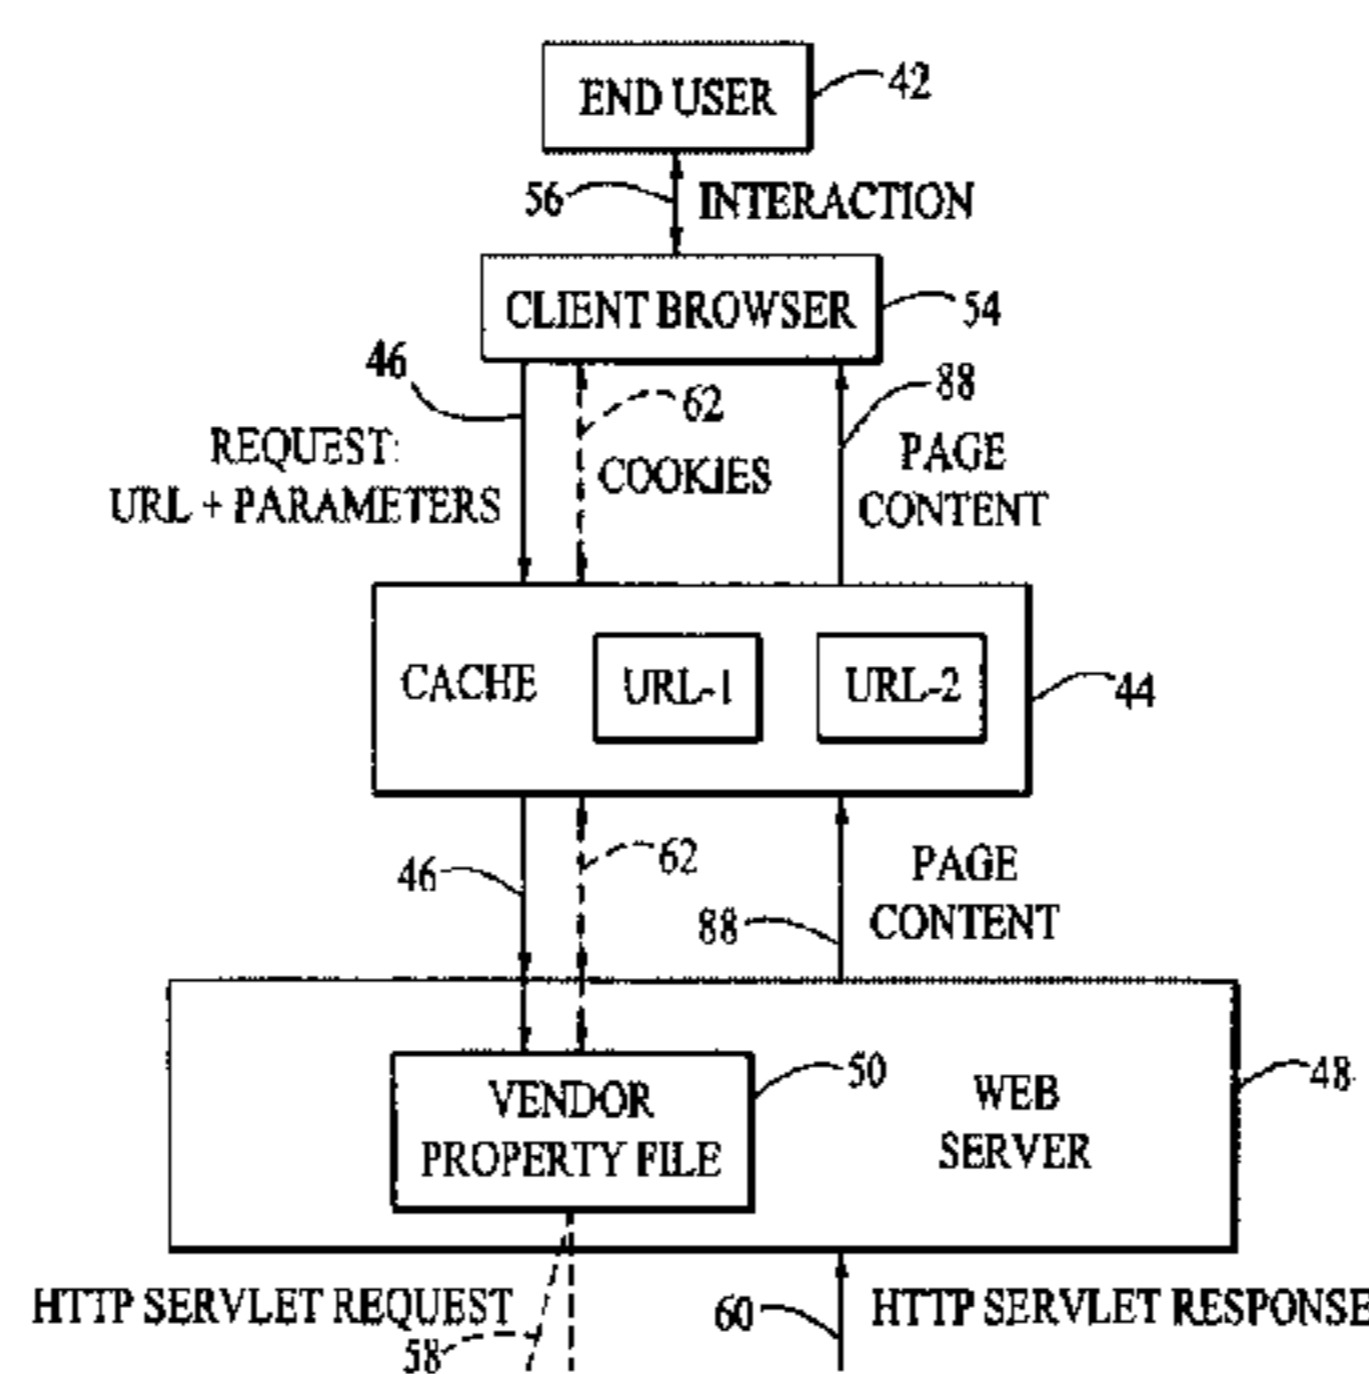 END USER
42
56
INTERACTION
CLIENT BROWSER
54
46
62
88
REQUEST:
URL + PARAMETERS
COOKIES
PAGE
CONTENT
CACHE
URL-1
URL-2
44
46
62
88
PAGE
CONTENT
VENDOR
PROPERTY FILE
50
WEB
SERVER
48
HTTP SERVLET REQUEST
58
60
HTTP SERVLET RESPONSE